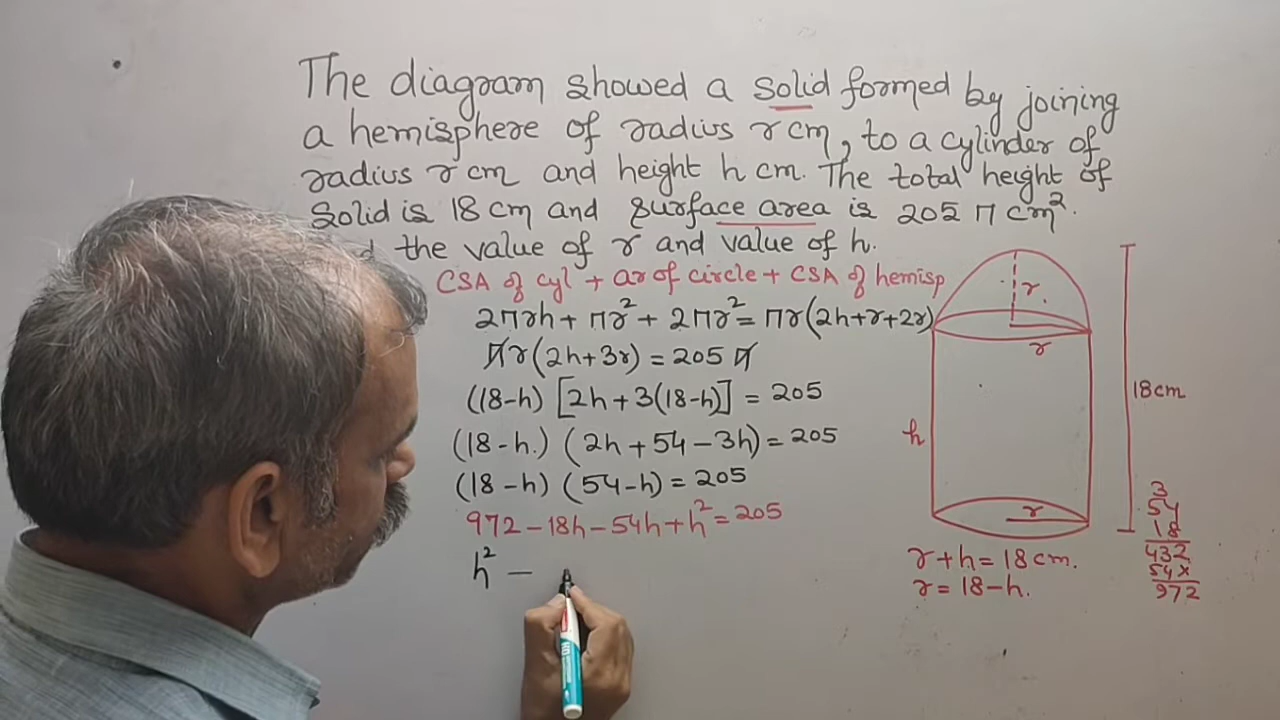 The diagram showed a solid formed by joining
a hemisphere of radius r cm, to a cylinder of
radius r cm and height h cm. The total height of
Solid is 18 cm and surface area is 205 π cm².
the value of r and value of h.
CSA of cyl + ar of circle + CSA of hemisp
2πrh + πr² + 2πr² = πr(2h+r+2r)
πr(2h+3r) = 205 π
(18-h) [2h+3(18-h)] = 205
(18-h.) (2h+54-3h) = 205
(18-h) (54-h) = 205
972 - 18h - 54h + h² = 205
h² -
r.
r
h
18cm
r
r + h = 18 cm.
r = 18-h.
3
54
18
432
54x
972